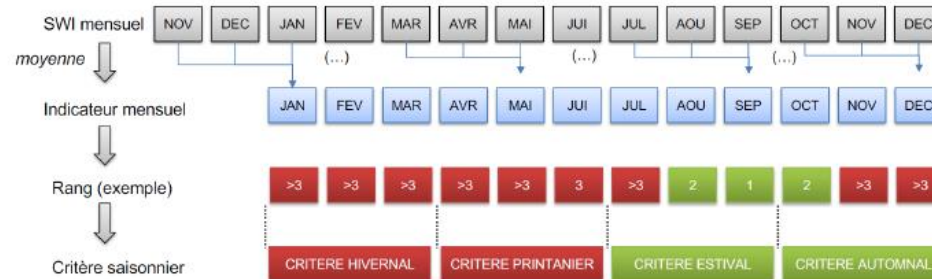 SWI mensuel NOV DEC JAN FEV MAR AVR MAI JUI JUL AOU SEP OCT NOV DEC
moyenne (...) (...) (...)
Indicateur mensuel JAN FEV MAR AVR MAI JUI JUL AOU SEP OCT NOV DEC
Rang (exemple) >3 >3 >3 >3 >3 3 >3 2 1 2 >3 >3
Critère saisonnier CRITERE HIVERNAL CRITERE PRINTANIER CRITERE ESTIVAL CRITERE AUTOMNAL